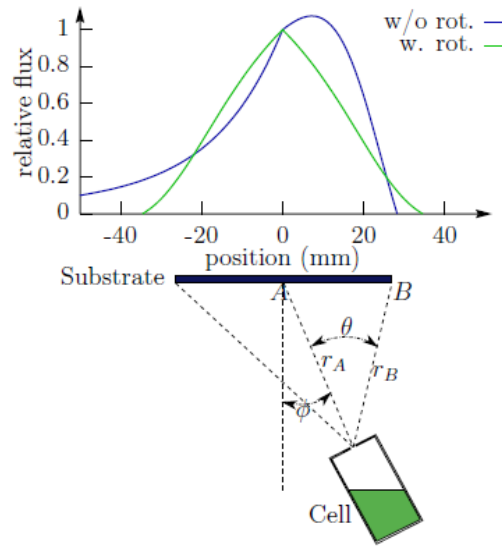 w/o rot.
w. rot.
relative flux
1
0.8
0.6
0.4
0.2
0
-40 -20 0 20 40
position (mm)
Substrate
A B
θ
r_A r_B
φ
Cell